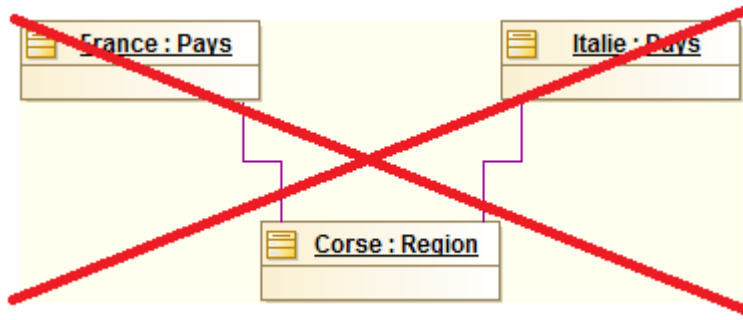 France : Pays
Italie : Pays
Corse : Region